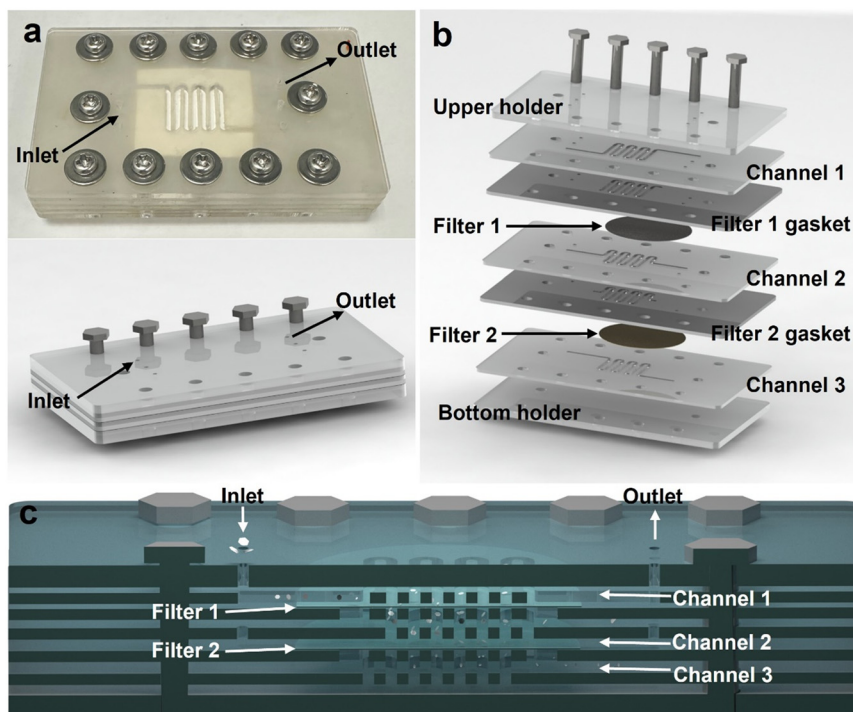 a
Outlet
Inlet
Outlet
Inlet
b
Upper holder
Channel 1
Filter 1
Filter 1 gasket
Channel 2
Filter 2
Filter 2 gasket
Channel 3
Bottom holder
c
Inlet
Outlet
Filter 1
Channel 1
Filter 2
Channel 2
Channel 3